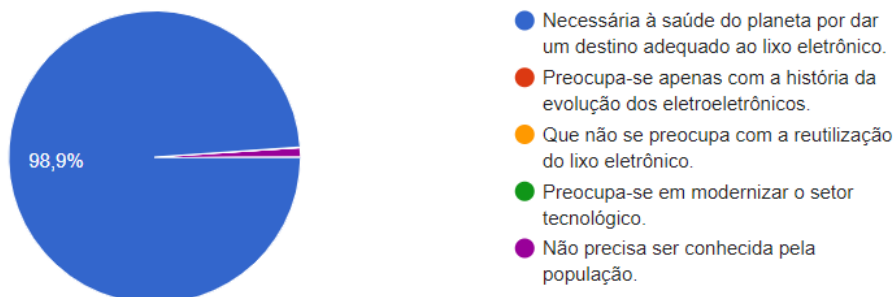 98,9%
Necessária à saúde do planeta por dar
um destino adequado ao lixo eletrônico.
Preocupa-se apenas com a história da
evolução dos eletroeletrônicos.
Que não se preocupa com a reutilização
do lixo eletrônico.
Preocupa-se em modernizar o setor
tecnológico.
Não precisa ser conhecida pela
população.